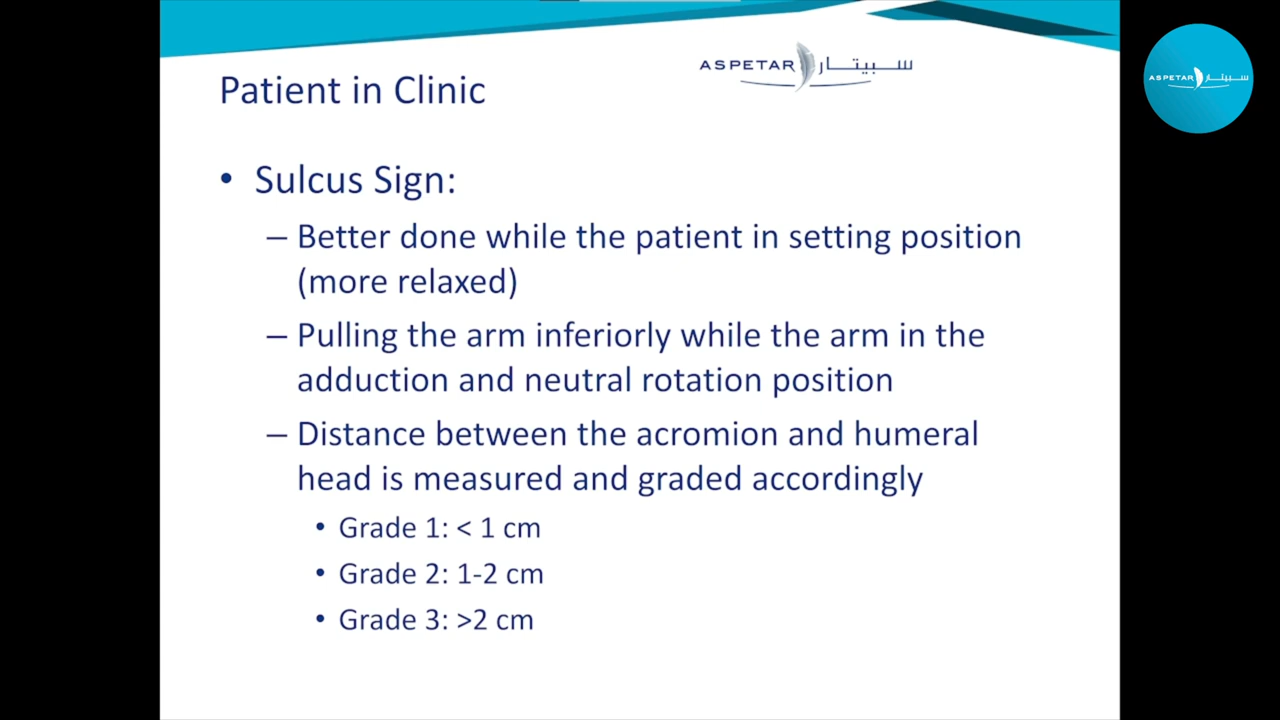 ASPETAR سبيتار
ASPETAR سبيتار
Patient in Clinic
• Sulcus Sign:
– Better done while the patient in setting position
(more relaxed)
– Pulling the arm inferiorly while the arm in the
adduction and neutral rotation position
– Distance between the acromion and humeral
head is measured and graded accordingly
• Grade 1: < 1 cm
• Grade 2: 1-2 cm
• Grade 3: >2 cm